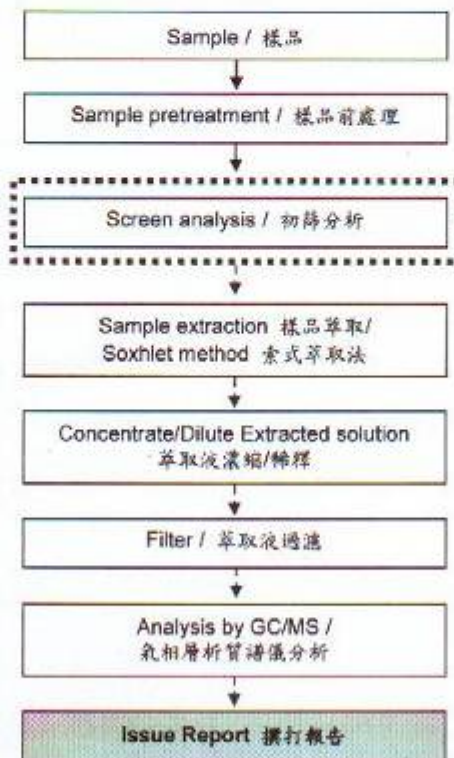 Sample / 樣品
Sample pretreatment / 樣品前處理
Screen analysis / 初篩分析
Sample extraction 樣品萃取/
Soxhlet method 索式萃取法
Concentrate/Dilute Extracted solution
萃取液濃縮/稀釋
Filter / 萃取液過濾
Analysis by GC/MS /
氣相層析質譜儀分析
Issue Report 撰打報告